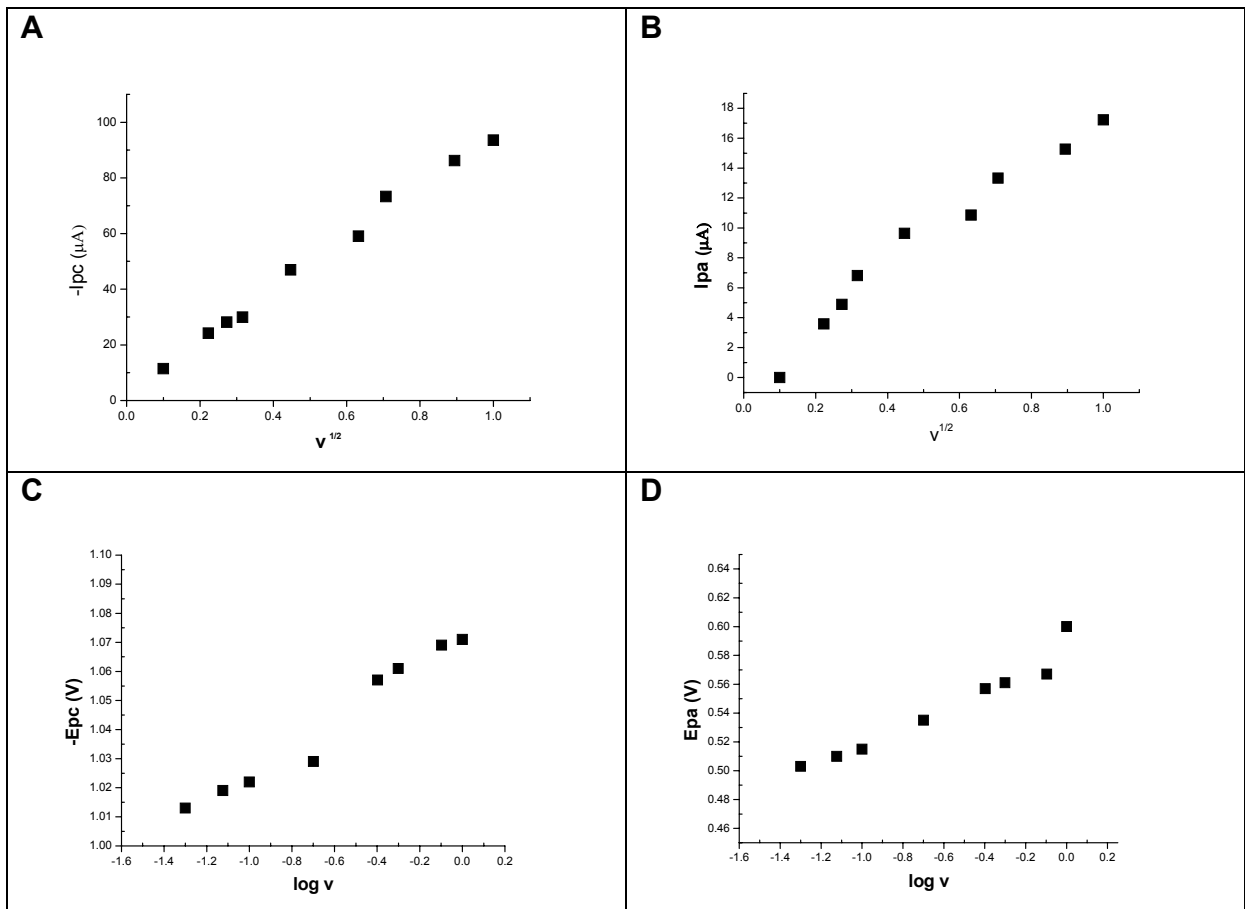 A
-Ipc (μA)
100
80
60
40
20
0
0.0 0.2 0.4 0.6 0.8 1.0
v 1/2
B
Ipa (μA)
18
16
14
12
10
8
6
4
2
0
0.0 0.2 0.4 0.6 0.8 1.0
v1/2
C
-Epc (V)
1.10
1.09
1.08
1.07
1.06
1.05
1.04
1.03
1.02
1.01
1.00
-1.6 -1.4 -1.2 -1.0 -0.8 -0.6 -0.4 -0.2 0.0 0.2
log v
D
Epa (V)
0.64
0.62
0.60
0.58
0.56
0.54
0.52
0.50
0.48
0.46
-1.6 -1.4 -1.2 -1.0 -0.8 -0.6 -0.4 -0.2 0.0 0.2
log v